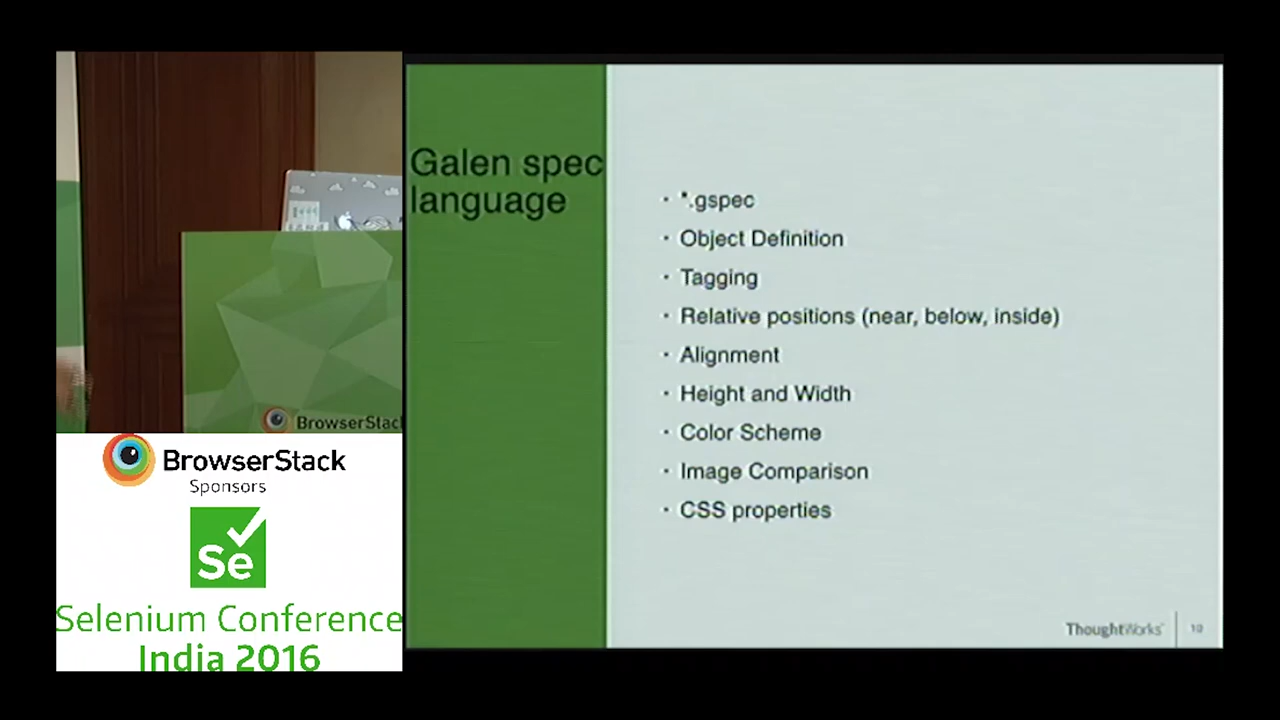 Galen spec
language
· *.gspec
· Object Definition
· Tagging
· Relative positions (near, below, inside)
· Alignment
· Height and Width
· Color Scheme
· Image Comparison
· CSS properties
ThoughtWorks
10
BrowserStack
BrowserStack
Sponsors
Se
Selenium Conference
India 2016